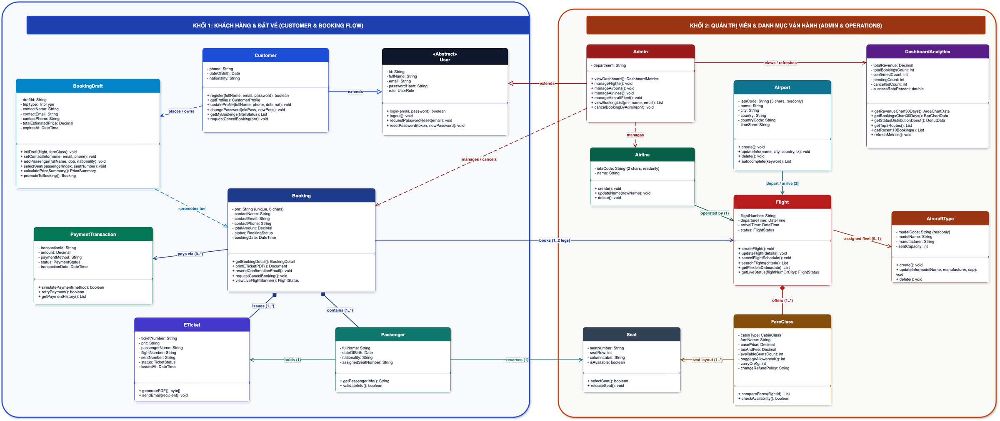 KHỐI 1: KHÁCH HÀNG & ĐẶT VÉ (CUSTOMER & BOOKING FLOW)
Customer
- phone: String
- dateOfBirth: Date
- nationality: String
+ register(fullName, email, password): boolean
+ getProfile(): CustomerProfile
+ updateProfile(fullName, phone, dob, nat): void
+ changePassword(oldPass, newPass): void
+ getMyBookings(filterStatus): List
+ requestCancelBooking(pnr): void
extends
«Abstract»
User
- id: String
- fullName: String
- email: String
- passwordHash: String
- role: UserRole
+ login(email, password): boolean
+ logout(): void
+ requestPasswordReset(email): void
+ resetPassword(token, newPassword): void
BookingDraft
- draftId: String
- tripType: TripType
- contactName: String
- contactEmail: String
- contactPhone: String
- totalEstimatedPrice: Decimal
- expiresAt: DateTime
+ initDraft(flight, fareClass): void
+ setContactInfo(name, email, phone): void
+ addPassenger(fullName, dob, nationality): void
+ selectSeat(passengerIndex, seatNumber): void
+ calculatePriceSummary(): PriceSummary
+ promoteToBooking(): Booking
places / owns
«promotes to»
Booking
- pnr: String {unique, 6 chars}
- contactName: String
- contactEmail: String
- contactPhone: String
- totalAmount: Decimal
- status: BookingStatus
- bookingDate: DateTime
+ getBookingDetail(): BookingDetail
+ printETicketPDF(): Document
+ resendConfirmationEmail(): void
+ requestCancelBooking(): void
+ viewLiveFlightBanner(): FlightStatus
PaymentTransaction
- transactionId: String
- amount: Decimal
- paymentMethod: String
- status: PaymentStatus
- transactionDate: DateTime
+ simulatePayment(method): boolean
+ retryPayment(): boolean
+ getPaymentHistory(): List
pays via (0..*)
issues (1..*)
contains (1..*)
ETicket
- ticketNumber: String
- pnr: String
- passengerName: String
- flightNumber: String
- seatNumber: String
- status: TicketStatus
- issuedAt: DateTime
+ generatePDF(): byte[]
+ sendEmail(recipient): void
holds (1)
Passenger
- fullName: String
- dateOfBirth: Date
- nationality: String
- assignedSeatNumber: String
+ getPassengerInfo(): String
+ validateInfo(): boolean
extends
manages / cancels
books (1..2 legs)
reserves (1)
KHỐI 2: QUẢN TRỊ VIÊN & DANH MỤC VẬN HÀNH (ADMIN & OPERATIONS)
Admin
- department: String
+ viewDashboard(): DashboardMetrics
+ manageFlights(): void
+ manageAirports(): void
+ manageAirlines(): void
+ manageAircraftFleet(): void
+ viewBookingList(pnr, name, email): List
+ cancelBookingByAdmin(pnr): void
views / refreshes
DashboardAnalytics
- totalRevenue: Decimal
- totalBookingsCount: int
- confirmedCount: int
- pendingCount: int
- cancelledCount: int
- successRatePercent: double
+ getRevenueChart30Days(): AreaChartData
+ getBookingsChart30Days(): BarChartData
+ getStatusDistributionDonut(): DonutData
+ getTop5Routes(): List
+ getRecent10Bookings(): List
+ refreshMetrics(): void
Airport
- iataCode: String {3 chars, readonly}
- name: String
- city: String
- country: String
- countryCode: String
- timeZone: String
+ create(): void
+ updateInfo(name, city, country, tz): void
+ delete(): void
+ autocomplete(keyword): List
manages
Airline
- iataCode: String {2 chars, readonly}
- name: String
+ create(): void
+ updateName(newName): void
+ delete(): void
depart / arrive (2)
operated by (1)
Flight
- flightNumber: String
- departureTime: DateTime
- arrivalTime: DateTime
- status: FlightStatus
+ createFlight(): void
+ updateFlight(details): void
+ cancelFlightSchedule(): void
+ searchFlights(criteria): List
+ getFlexibleDates(date): List
+ getLiveStatus(flightNumOrCity): FlightStatus
assigned fleet (0..1)
AircraftType
- modelCode: String {readonly}
- modelName: String
- manufacturer: String
- seatCapacity: int
+ create(): void
+ updateInfo(modelName, manufacturer, cap):
void
+ delete(): void
offers (1..*)
Seat
- seatNumber: String
- seatRow: int
- columnLabel: String
- isAvailable: boolean
+ selectSeat(): boolean
+ releaseSeat(): void
seat layout (1..*)
FareClass
- cabinType: CabinClass
- fareName: String
- basePrice: Decimal
- taxAndFee: Decimal
- availableSeatsCount: int
- baggageAllowanceKg: int
- carryOnKg: int
- changeRefundPolicy: String
+ compareFares(flightId): List
+ checkAvailability(): boolean